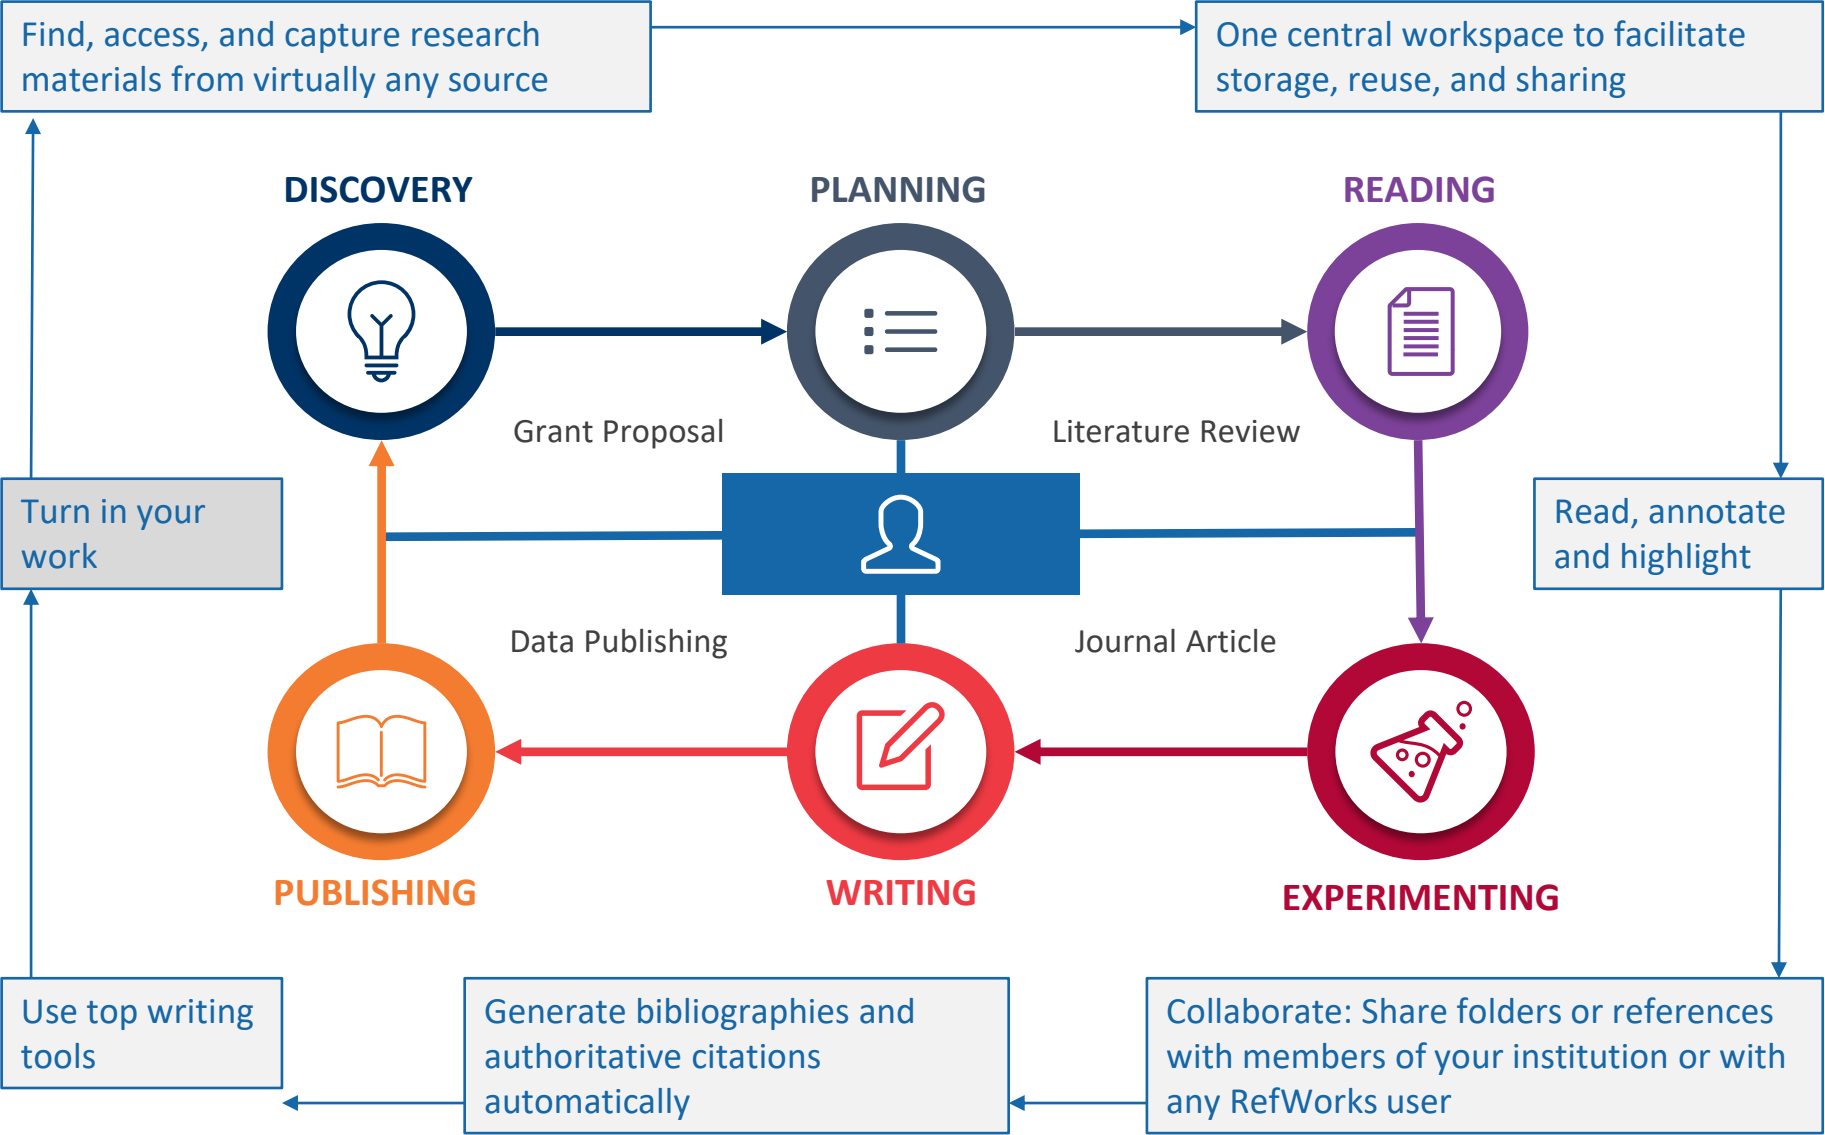 Find, access, and capture research
materials from virtually any source
One central workspace to facilitate
storage, reuse, and sharing
DISCOVERY
PLANNING
READING
Grant Proposal
Literature Review
Turn in your
work
Read, annotate
and highlight
Data Publishing
Journal Article
PUBLISHING
WRITING
EXPERIMENTING
Use top writing
tools
Generate bibliographies and
authoritative citations
automatically
Collaborate: Share folders or references
with members of your institution or with
any RefWorks user